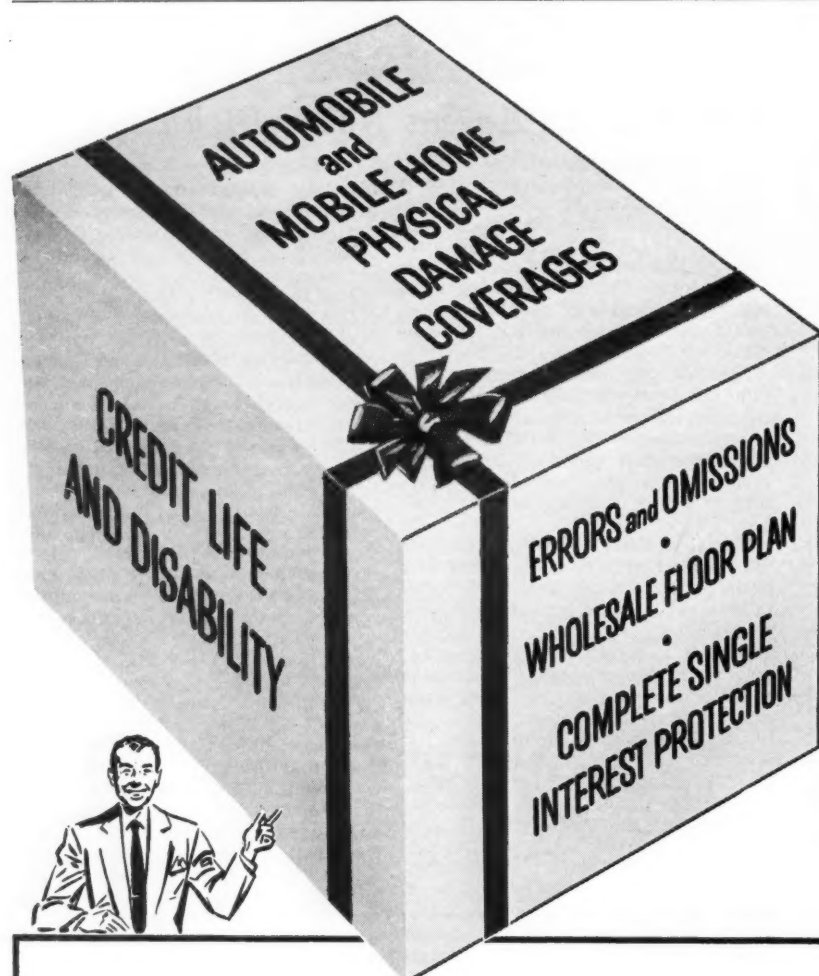 AUTOMOBILE
and
MOBILE HOME
PHYSICAL
DAMAGE
COVERAGES
CREDIT LIFE
AND DISABILITY
ERRORS and OMISSIONS
•
WHOLESALE FLOOR PLAN
•
COMPLETE SINGLE
INTEREST PROTECTION